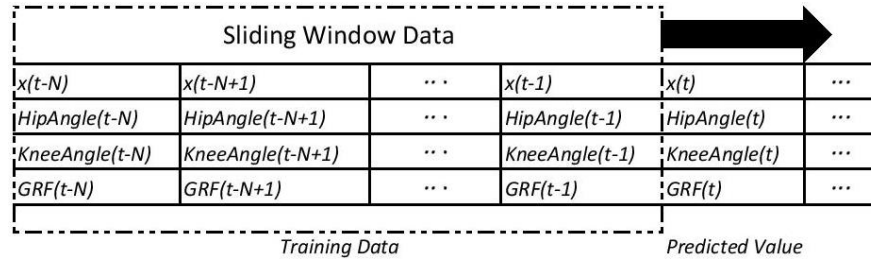 Sliding Window Data
x(t-N) x(t-N+1) ... x(t-1) x(t) ...
HipAngle(t-N) HipAngle(t-N+1) ... HipAngle(t-1) HipAngle(t) ...
KneeAngle(t-N) KneeAngle(t-N+1) ... KneeAngle(t-1) KneeAngle(t) ...
GRF(t-N) GRF(t-N+1) ... GRF(t-1) GRF(t) ...
Training Data Predicted Value